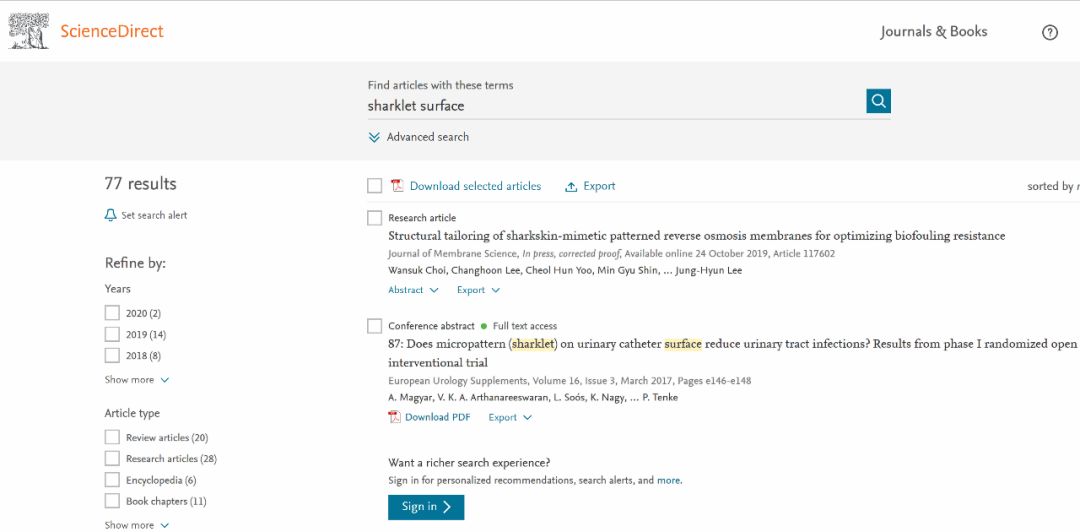 ScienceDirect
Journals & Books
Find articles with these terms
sharklet surface
Advanced search
77 results
Set search alert
Refine by:
Years
2020 (2)
2019 (14)
2018 (8)
Show more
Article type
Review articles (20)
Research articles (28)
Encyclopedia (6)
Book chapters (11)
Show more
Download selected articles
Export
sorted by
Research article
Structural tailoring of sharkskin-mimetic patterned reverse osmosis membranes for optimizing biofouling resistance
Journal of Membrane Science, In press, corrected proof, Available online 24 October 2019, Article 117602
Wansuk Choi, Changhoon Lee, Cheol Hun Yoo, Min Gyu Shin, ... Jung-Hyun Lee
Abstract Export
Conference abstract Full text access
87: Does micropattern (sharklet) on urinary catheter surface reduce urinary tract infections? Results from phase I randomized open
interventional trial
European Urology Supplements, Volume 16, Issue 3, March 2017, Pages e146-e148
A. Magyar, V. K. A. Arthanareeswaran, L. Soós, K. Nagy, ... P. Tenke
Download PDF Export
Want a richer search experience?
Sign in for personalized recommendations, search alerts, and more.
Sign in